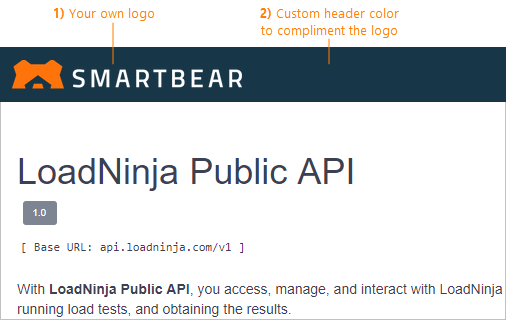 1) Your own logo
2) Custom header color
to compliment the logo
SMARTBEAR
LoadNinja Public API
1.0
[ Base URL: api.loadninja.com/v1 ]
With LoadNinja Public API, you access, manage, and interact with LoadNinja
running load tests, and obtaining the results.